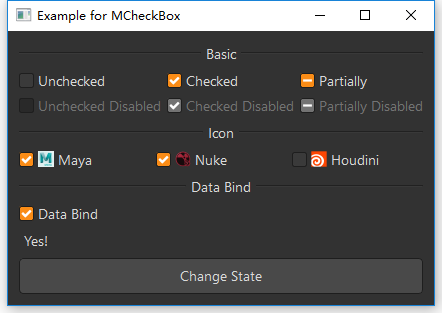 Example for MCheckBox
Basic
Unchecked Checked Partially
Unchecked Disabled Checked Disabled Partially Disabled
Icon
Maya Nuke Houdini
Data Bind
Data Bind
Yes!
Change State